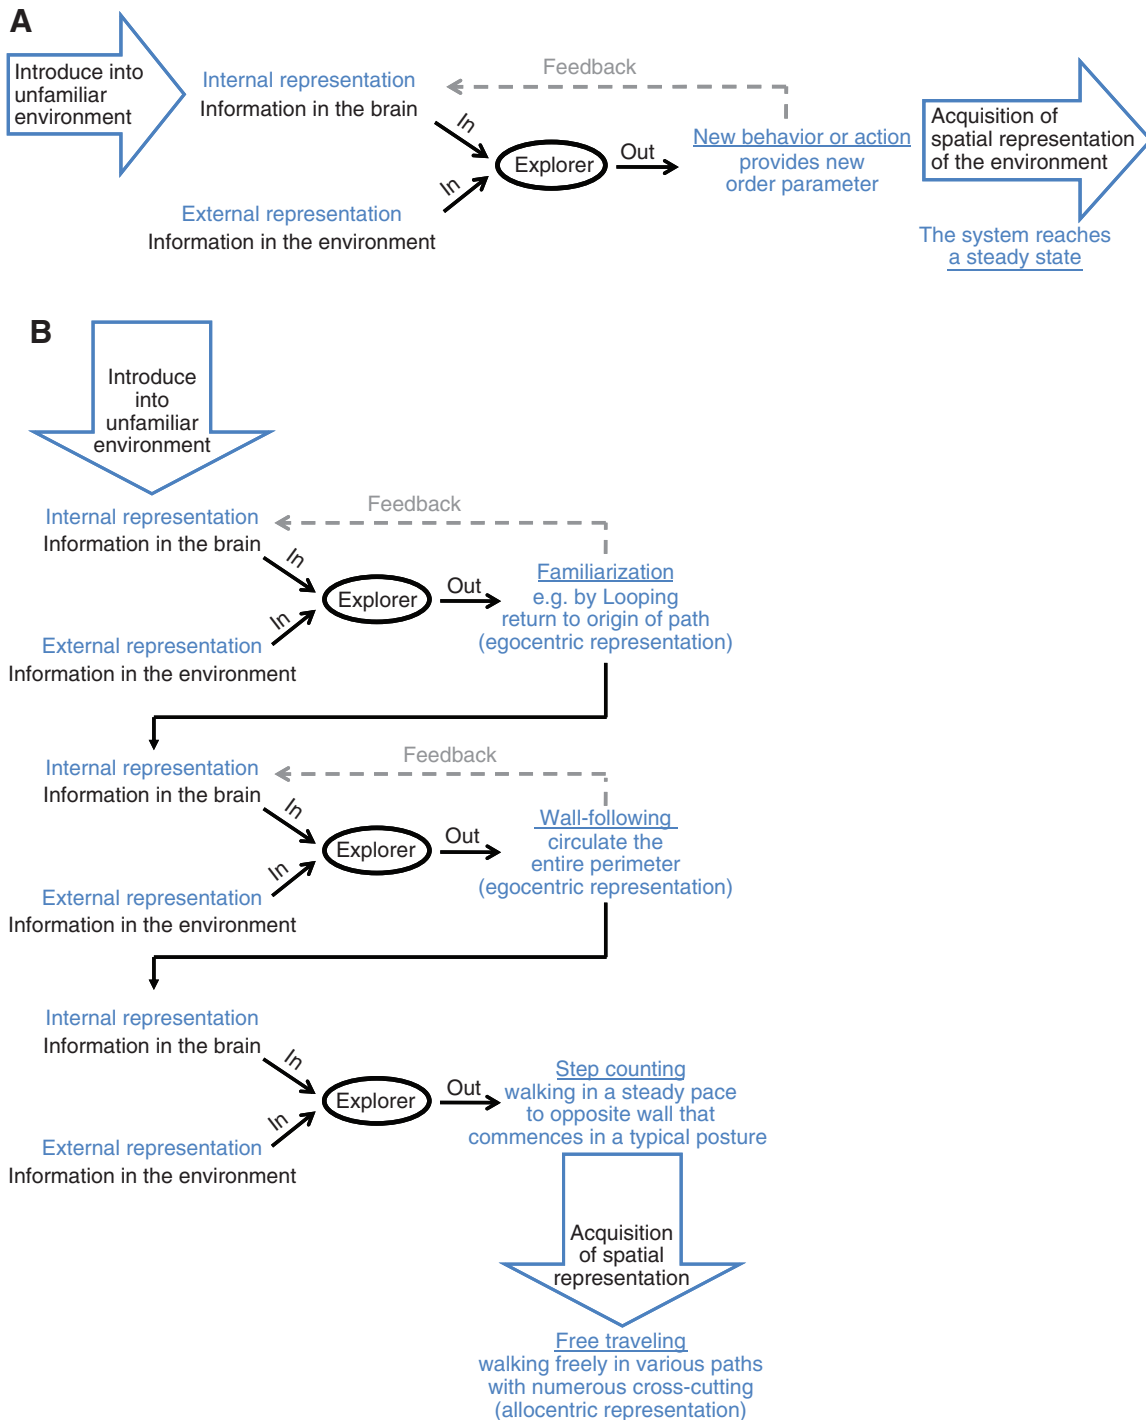 A
Introduce into
unfamiliar
environment
Internal representation
Information in the brain
Feedback
In
In
Explorer
Out
External representation
Information in the environment
New behavior or action
provides new
order parameter
Acquisition of
spatial representation
of the environment
The system reaches
a steady state
B
Introduce
into
unfamiliar
environment
Internal representation
Information in the brain
Feedback
In
In
Explorer
Out
External representation
Information in the environment
Familiarization
e.g. by Looping
return to origin of path
(egocentric representation)
Internal representation
Information in the brain
Feedback
In
In
Explorer
Out
External representation
Information in the environment
Wall-following
circulate the
entire perimeter
(egocentric representation)
Internal representation
Information in the brain
In
In
Explorer
Out
External representation
Information in the environment
Step counting
walking in a steady pace
to opposite wall that
commences in a typical posture
Acquisition
of spatial
representation
Free traveling
walking freely in various paths
with numerous cross-cutting
(allocentric representation)